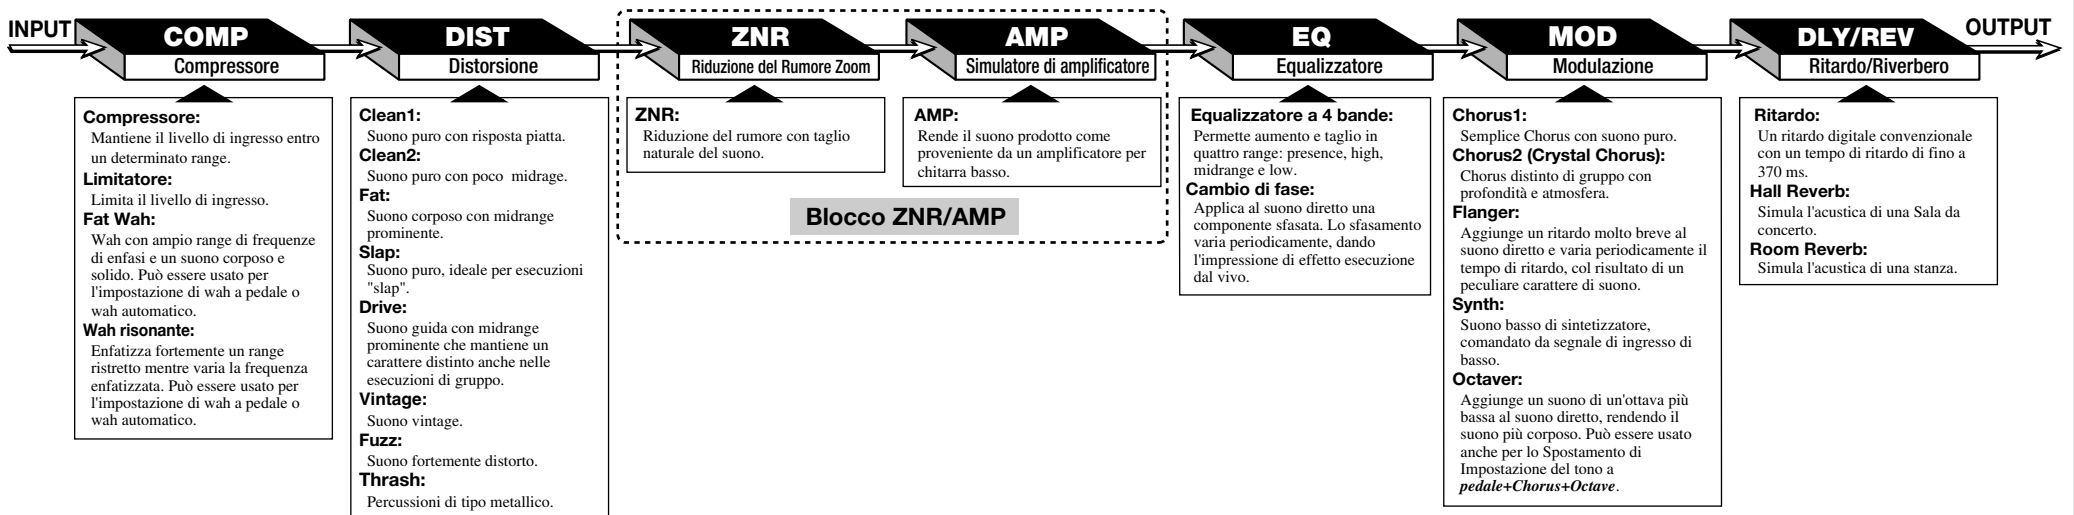 INPUT
COMP
Compressore
DIST
Distorsione
ZNR
Riduzione del Rumore Zoom
AMP
Simulatore di amplificatore
EQ
Equalizzatore
MOD
Modulazione
DLY/REV
Ritardo/Riverbero
OUTPUT
Compressore:
Mantiene il livello di ingresso entro
un determinato range.
Limitatore:
Limita il livello di ingresso.
Fat Wah:
Wah con ampio range di frequenze
di enfasi e un suono corposo e
solido. Può essere usato per
l'impostazione di wah a pedale o
wah automatico.
Wah risonante:
Enfatizza fortemente un range
ristretto mentre varia la frequenza
enfatizzata. Può essere usato per
l'impostazione di wah a pedale o
wah automatico.
Clean1:
Suono puro con risposta piatta.
Clean2:
Suono puro con poco midrage.
Fat:
Suono corposo con midrange
prominente.
Slap:
Suono puro, ideale per esecuzioni
"slap".
Drive:
Suono guida con midrange
prominente che mantiene un
carattere distinto anche nelle
esecuzioni di gruppo.
Vintage:
Suono vintage.
Fuzz:
Suono fortemente distorto.
Thrash:
Percussioni di tipo metallico.
ZNR:
Riduzione del rumore con taglio
naturale del suono.
AMP:
Rende il suono prodotto come
proveniente da un amplificatore per
chitarra basso.
Blocco ZNR/AMP
Equalizzatore a 4 bande:
Permette aumento e taglio in
quattro range: presence, high,
midrange e low.
Cambio di fase:
Applica al suono diretto una
componente sfasata. Lo sfasamento
varia periodicamente, dando
l'impressione di effetto esecuzione
dal vivo.
Chorus1:
Semplice Chorus con suono puro.
Chorus2 (Crystal Chorus):
Chorus distinto di gruppo con
profondità e atmosfera.
Flanger:
Aggiunge un ritardo molto breve al
suono diretto e varia periodicamente il
tempo di ritardo, col risultato di un
peculiare carattere di suono.
Synth:
Suono basso di sintetizzatore,
comandato da segnale di ingresso di
basso.
Octaver:
Aggiunge un suono di un'ottava più
bassa al suono diretto, rendendo il
suono più corposo. Può essere usato
anche per lo Spostamento di
Impostazione del tono a
pedale+Chorus+Octave.
Ritardo:
Un ritardo digitale convenzionale
con un tempo di ritardo di fino a
370 ms.
Hall Reverb:
Simula l'acustica di una Sala da
concerto.
Room Reverb:
Simula l'acustica di una stanza.